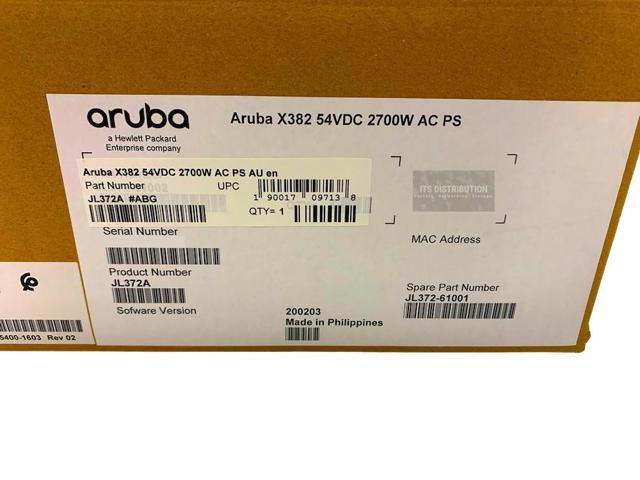 aruba
a Hewlett Packard
Enterprise company
Aruba X382 54VDC 2700W AC PS
Aruba X382 54VDC 2700W AC PS AU en
Part Number
UPC
JL372A #ABG
1 90017 09713 8
QTY= 1
ITS DISTRIBUTION
Serial Number
MAC Address
Product Number
JL372A
Sofware Version
Spare Part Number
JL372-61001
200203
Made in Philippines
5400-1603 Rev 02